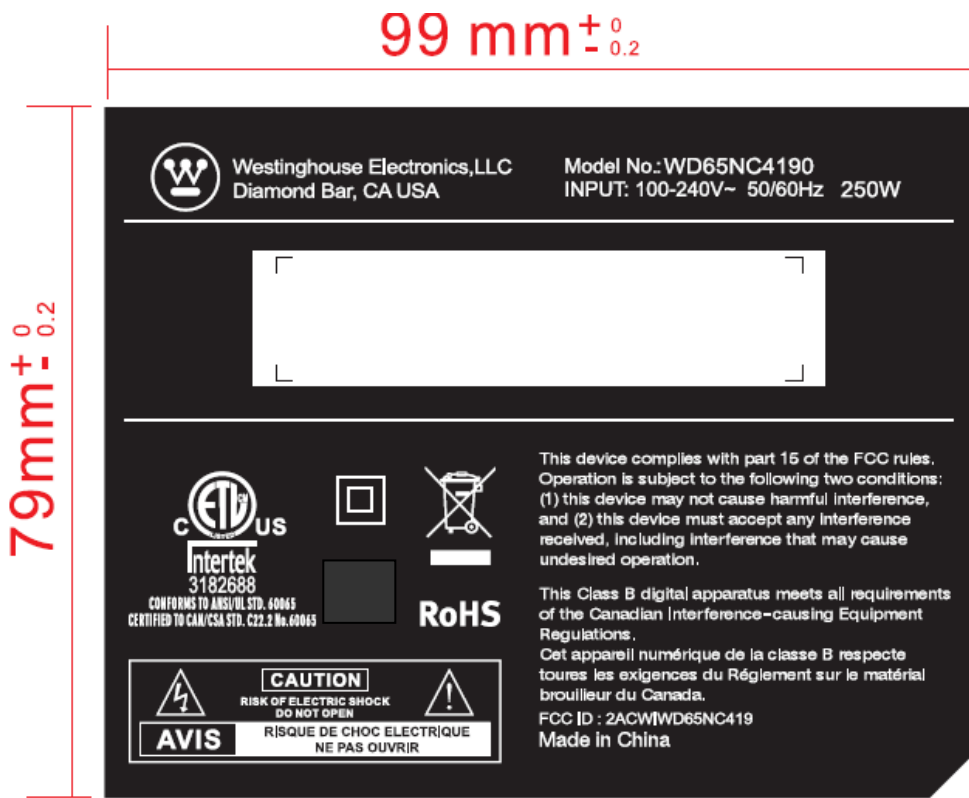 99 mm + 0 - 0.2
79mm + 0 - 0.2
W
Westinghouse Electronics,LLC
Diamond Bar, CA USA
Model No.:WD65NC4190
INPUT: 100-240V~ 50/60Hz 250W
C ETL US
CM
LISTED
Intertek
3182688
CONFORMS TO ANSI/UL STD. 60065
CERTIFIED TO CAN/CSA STD. C22.2 No.60065
RoHS
CAUTION
RISK OF ELECTRIC SHOCK
DO NOT OPEN
AVIS
RISQUE DE CHOC ELECTRIQUE
NE PAS OUVRIR
This device complies with part 15 of the FCC rules.
Operation is subject to the following two conditions:
(1) this device may not cause harmful interference,
and (2) this device must accept any interference
received, including interference that may cause
undesired operation.
This Class B digital apparatus meets all requirements
of the Canadian Interference-causing Equipment
Regulations.
Cet appareil numérique de la classe B respecte
toures les exigences du Réglement sur le matérial
brouilleur du Canada.
FCC ID : 2ACWIWD65NC419
Made in China